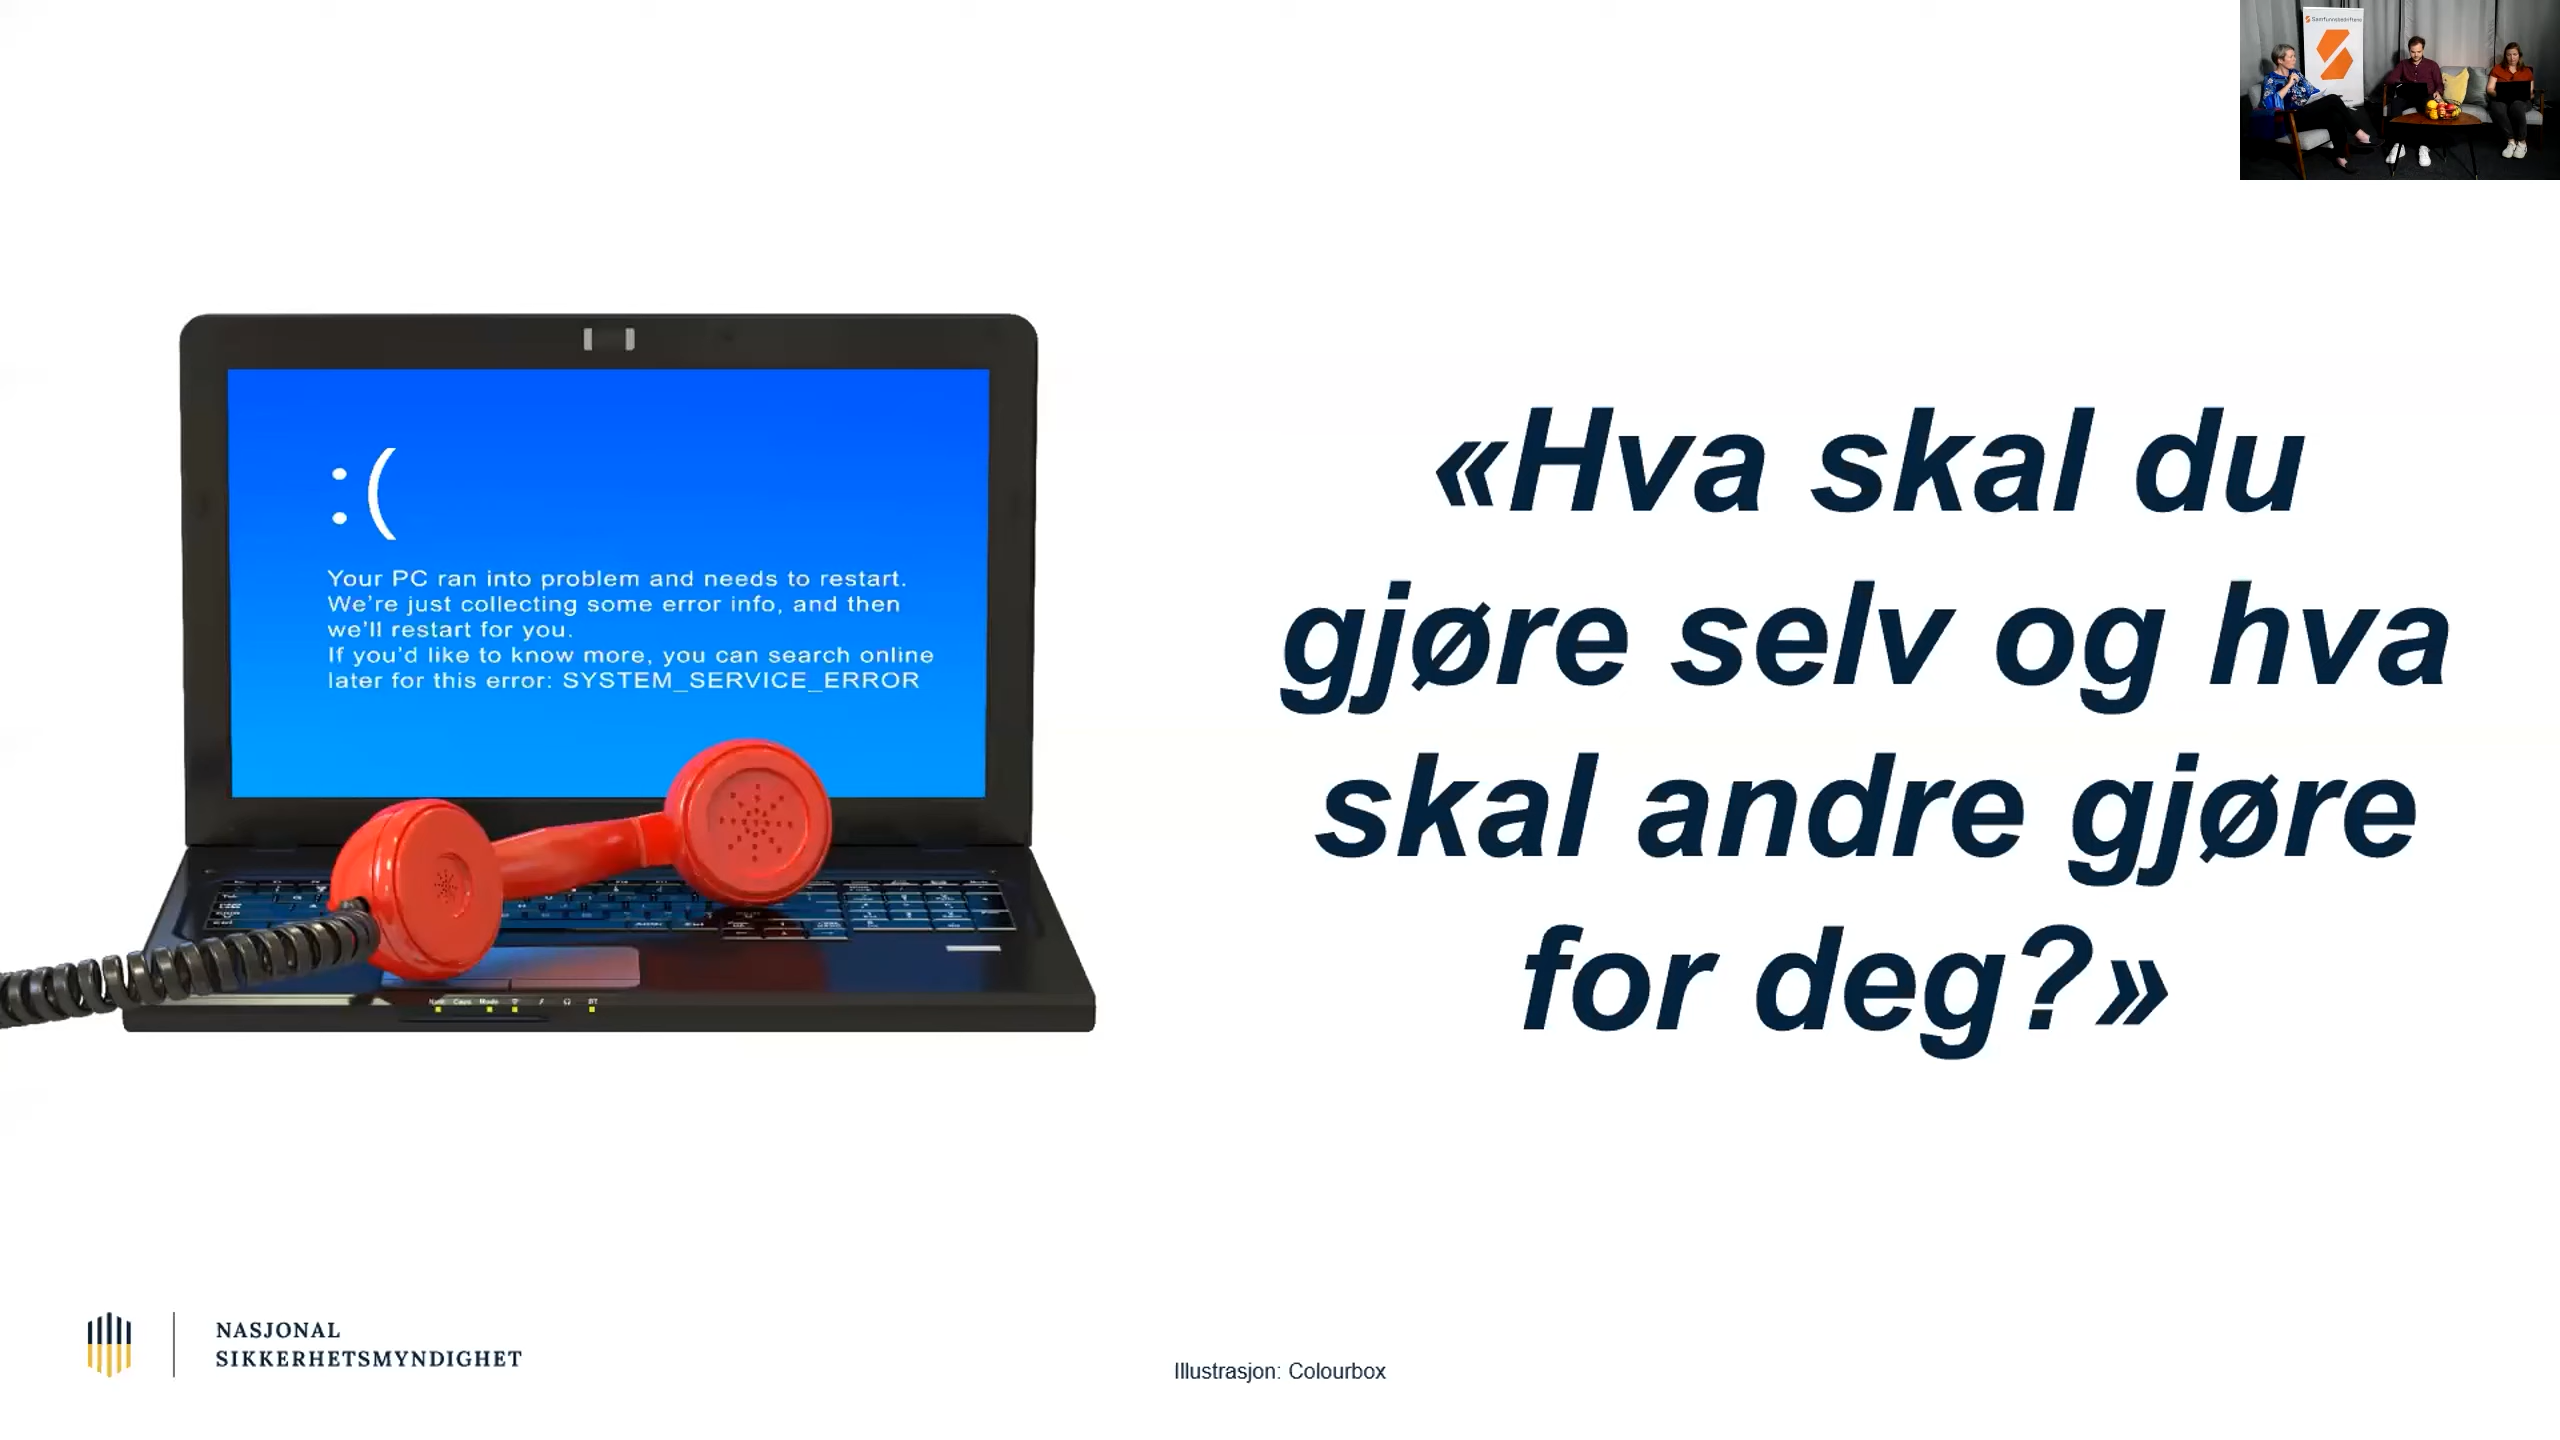 Samfunnsbedriftene
:(
Your PC ran into problem and needs to restart.
We're just collecting some error info, and then
we'll restart for you.
If you'd like to know more, you can search online
later for this error: SYSTEM_SERVICE_ERROR
«Hva skal du
gjøre selv og hva
skal andre gjøre
for deg?»
NASJONAL
SIKKERHETSMYNDIGHET
Illustrasjon: Colourbox